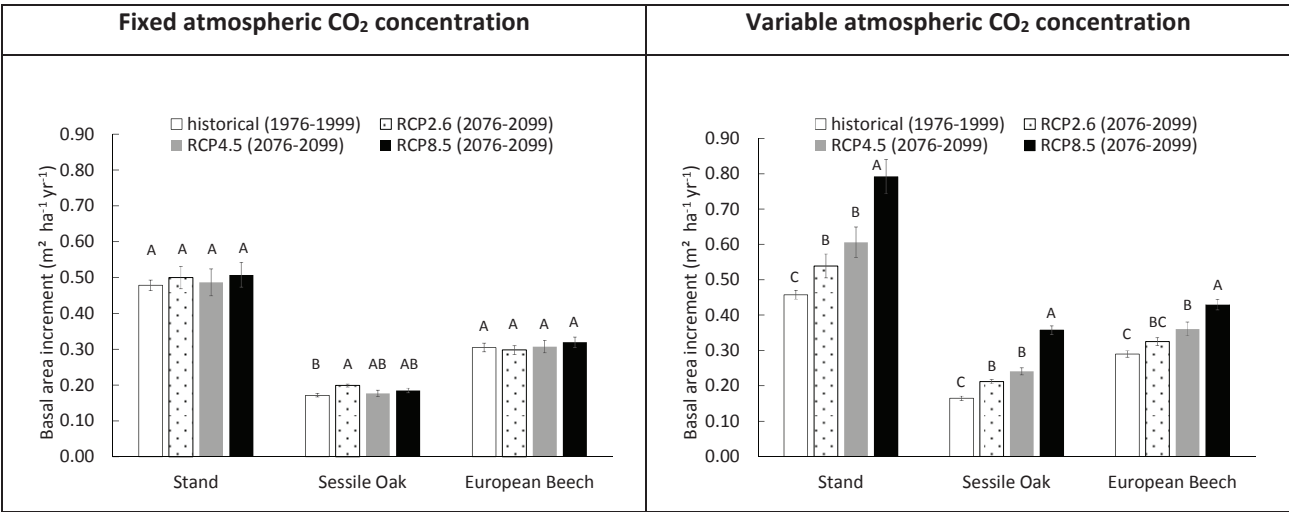 Fixed atmospheric CO₂ concentration
Variable atmospheric CO₂ concentration
historical (1976-1999) RCP2.6 (2076-2099)
RCP4.5 (2076-2099) RCP8.5 (2076-2099)
Basal area increment (m² ha⁻¹ yr⁻¹)
0.90
0.80
0.70
0.60
0.50
0.40
0.30
0.20
0.10
0.00
A A A A
B A AB AB
A A A A
Stand Sessile Oak European Beech
historical (1976-1999) RCP2.6 (2076-2099)
RCP4.5 (2076-2099) RCP8.5 (2076-2099)
Basal area increment (m² ha⁻¹ yr⁻¹)
0.90
0.80
0.70
0.60
0.50
0.40
0.30
0.20
0.10
0.00
C B B A
C B B A
C BC B A
Stand Sessile Oak European Beech